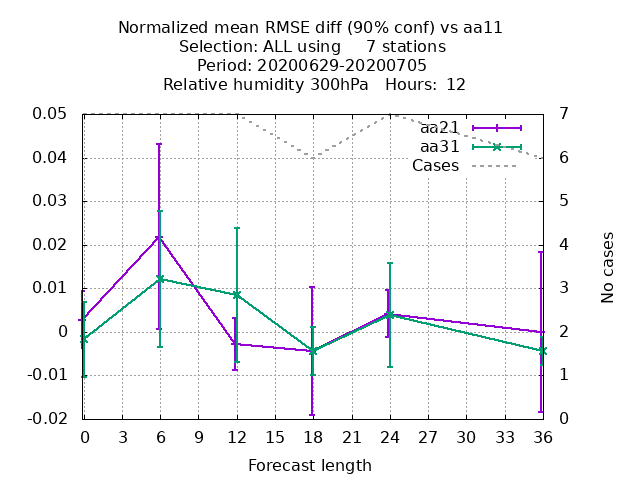 Normalized mean RMSE diff (90% conf) vs aa11
Selection: ALL using     7 stations
Period: 20200629-20200705
Relative humidity 300hPa   Hours:  12
aa21
aa31
Cases
0.05
0.04
0.03
0.02
0.01
0
-0.01
-0.02
7
6
5
4
3
2
1
0
No cases
0 3 6 9 12 15 18 21 24 27 30 33 36
Forecast length